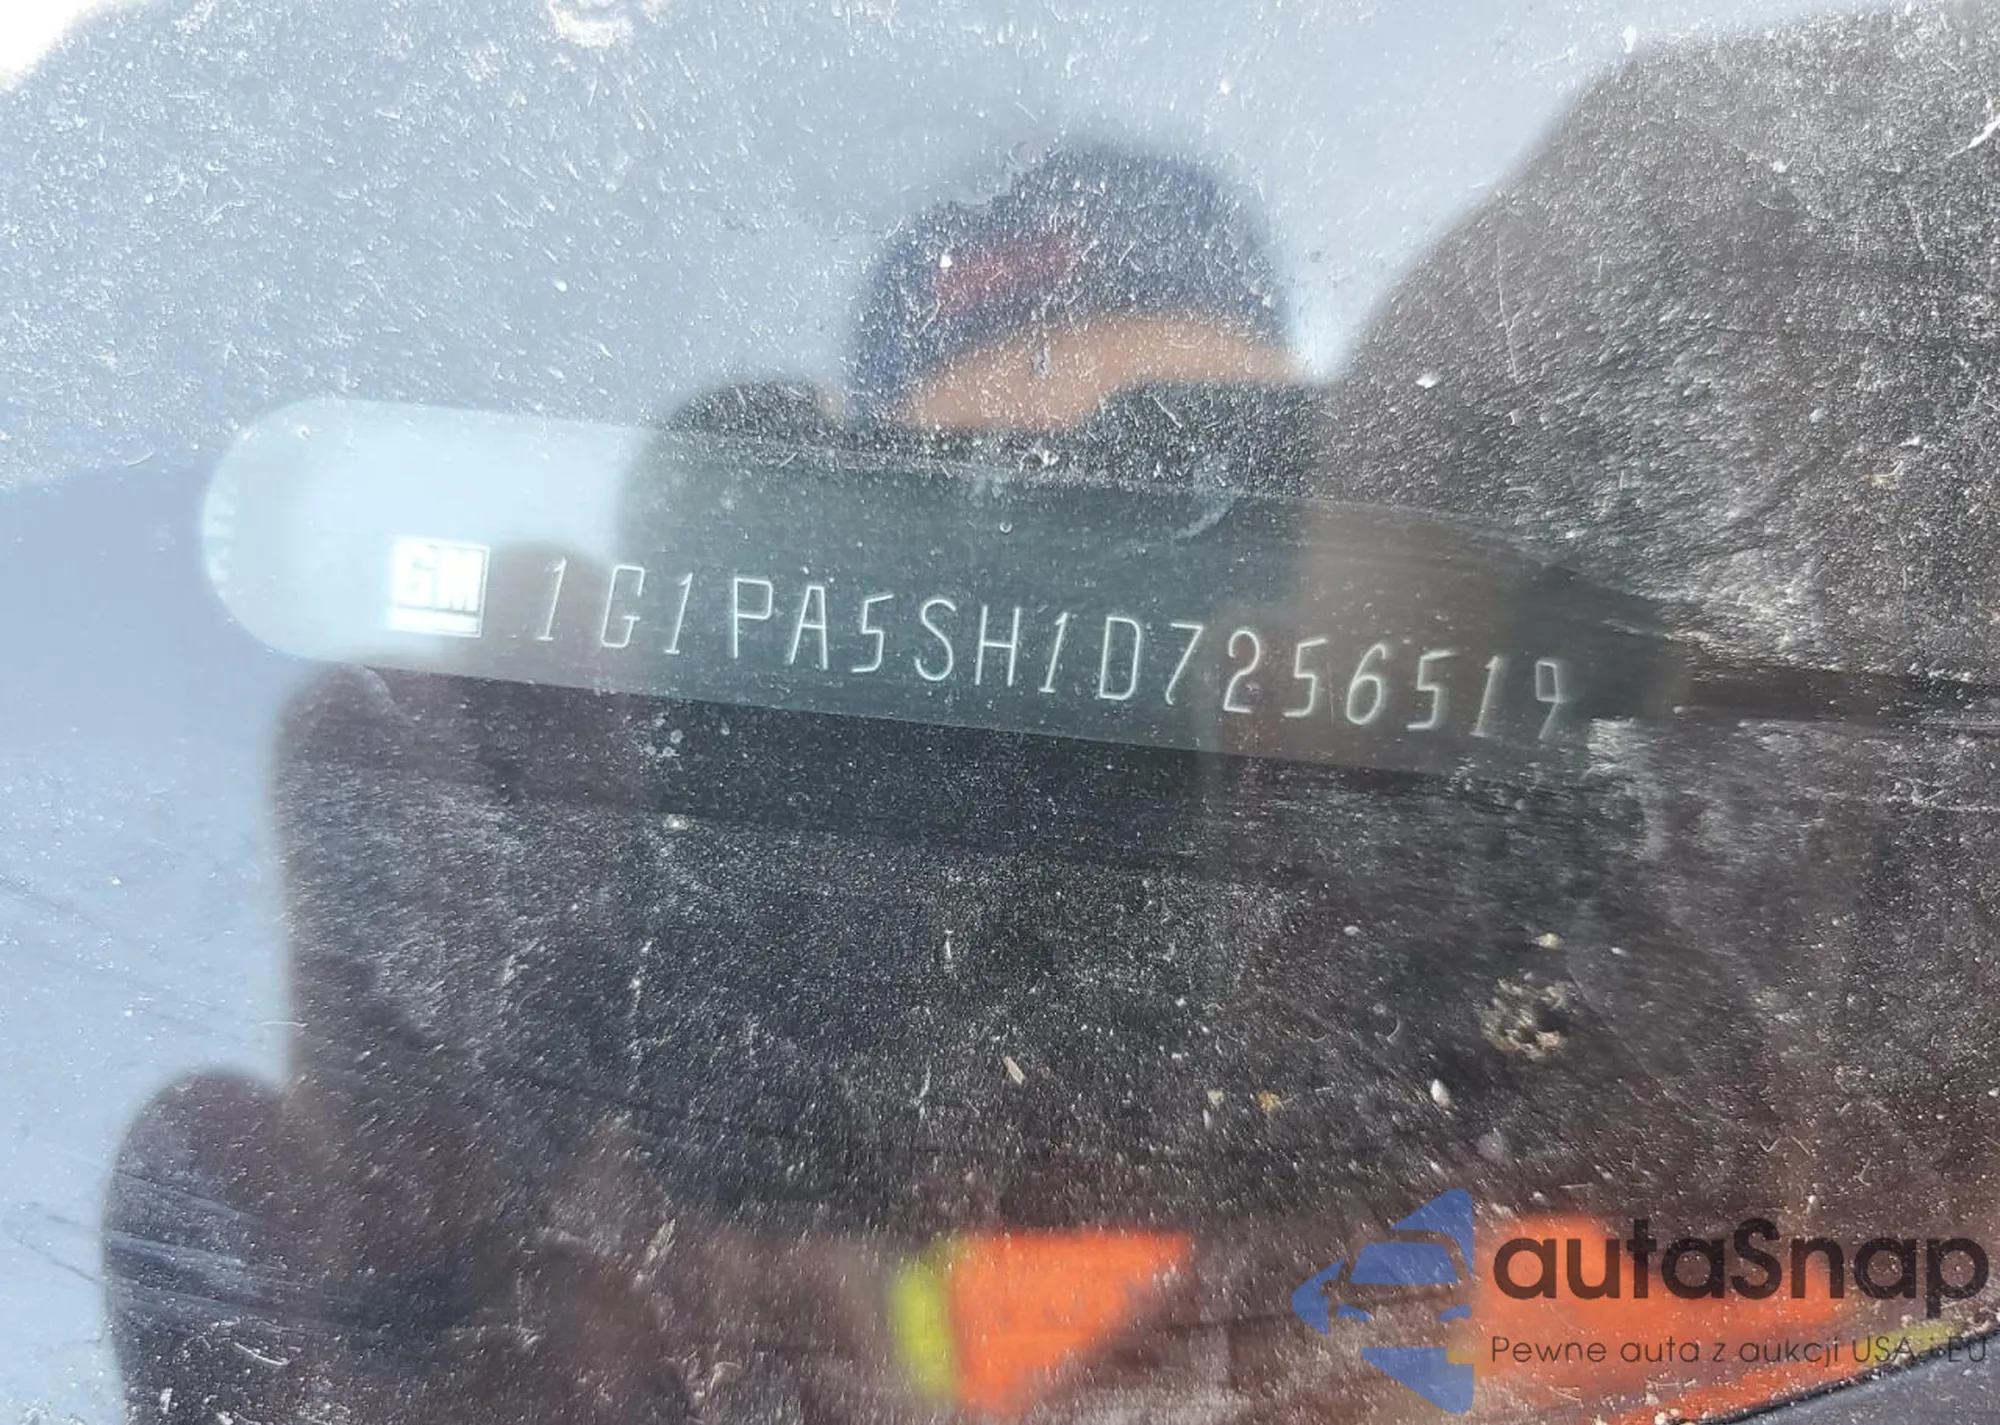 GM 1G1PA5SH1D7256519
autaSnap
Pewne auta z aukcji USA i EU